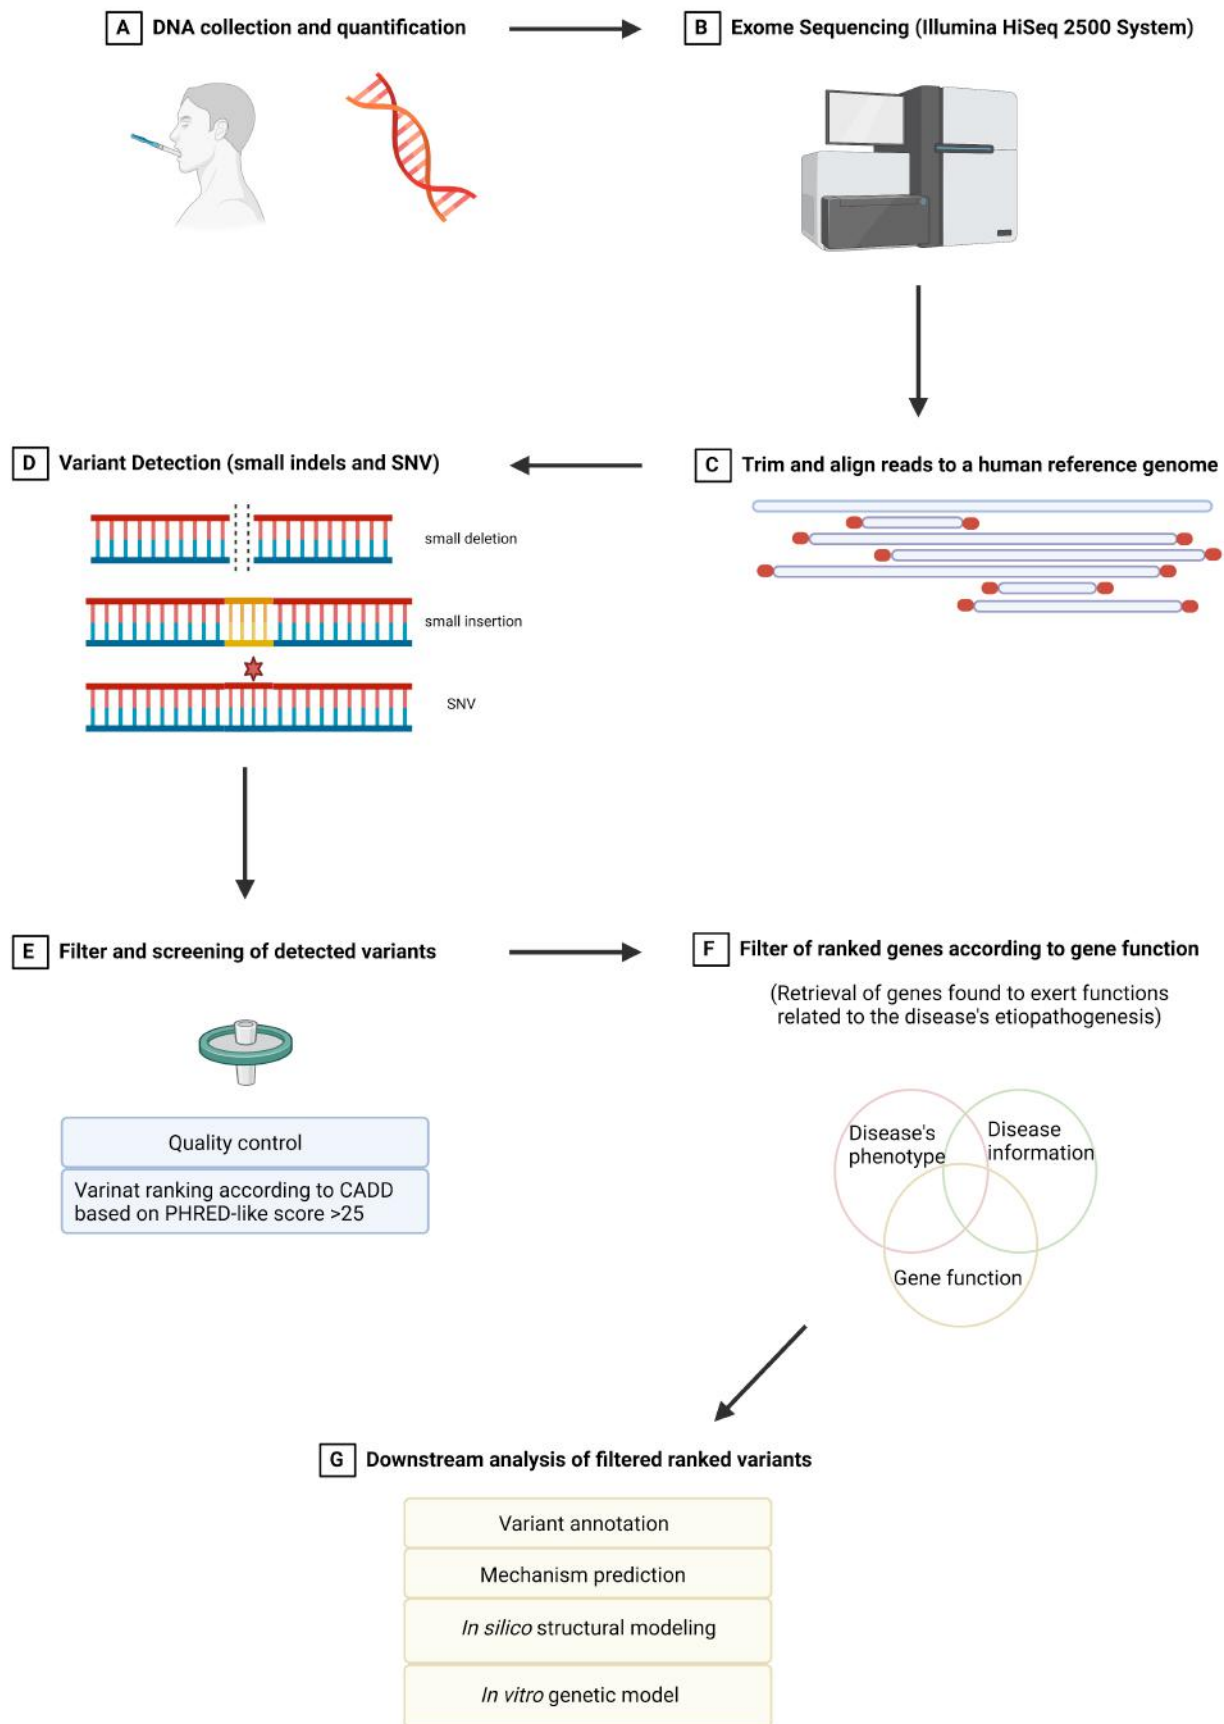 A DNA collection and quantification
B Exome Sequencing (Illumina HiSeq 2500 System)
C Trim and align reads to a human reference genome
D Variant Detection (small indels and SNV)
small deletion
small insertion
SNV
E Filter and screening of detected variants
Quality control
Varinat ranking according to CADD
based on PHRED-like score >25
F Filter of ranked genes according to gene function
(Retrieval of genes found to exert functions
related to the disease's etiopathogenesis)
Disease's
phenotype
Disease
information
Gene function
G Downstream analysis of filtered ranked variants
Variant annotation
Mechanism prediction
In silico structural modeling
In vitro genetic model